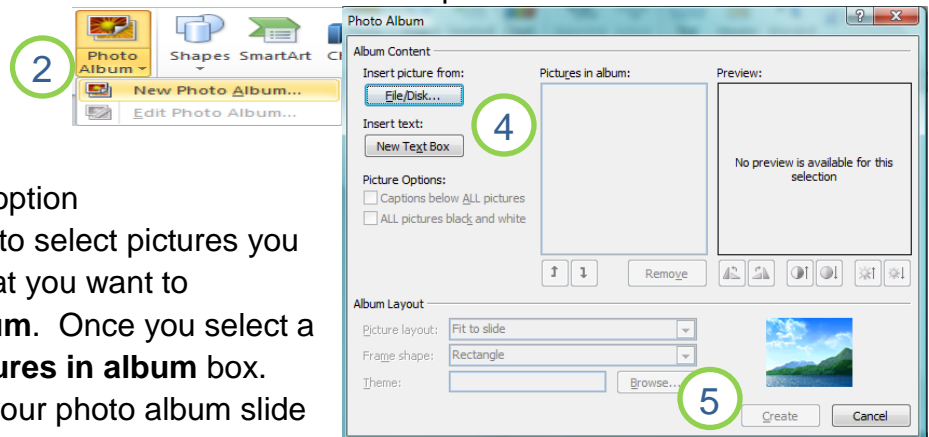 Photo
Album
Shapes SmartArt
2
New Photo Album...
Edit Photo Album...
option
to select pictures you
at you want to
um. Once you select a
ures in album box.
our photo album slide
Photo Album
Album Content
Insert picture from:
File/Disk...
Insert text:
New Text Box
4
Picture Options:
Captions below ALL pictures
ALL pictures black and white
Pictures in album:
Preview:
No preview is available for this
selection
Remove
Album Layout
Picture layout: Fit to slide
Frame shape: Rectangle
Theme:
Browse...
5
Create Cancel